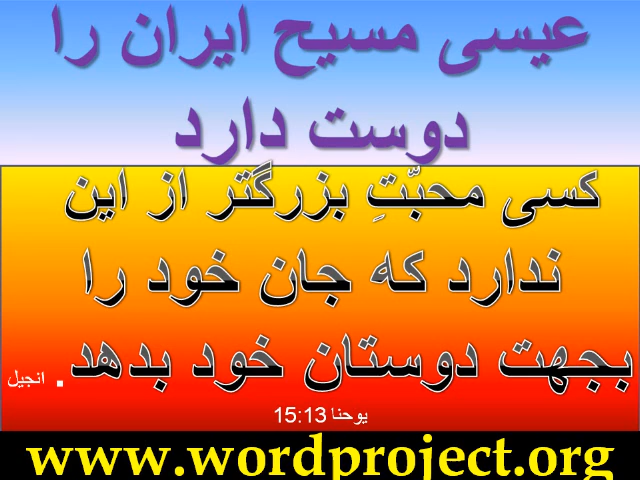 عیسی مسیح ایران را
دوست دارد
کسی محبّتِ بزرگتر از این
ندارد که جان خود را
بجهت دوستان خود بدهد. انجیل
یوحنا 15:13
www.wordproject.org